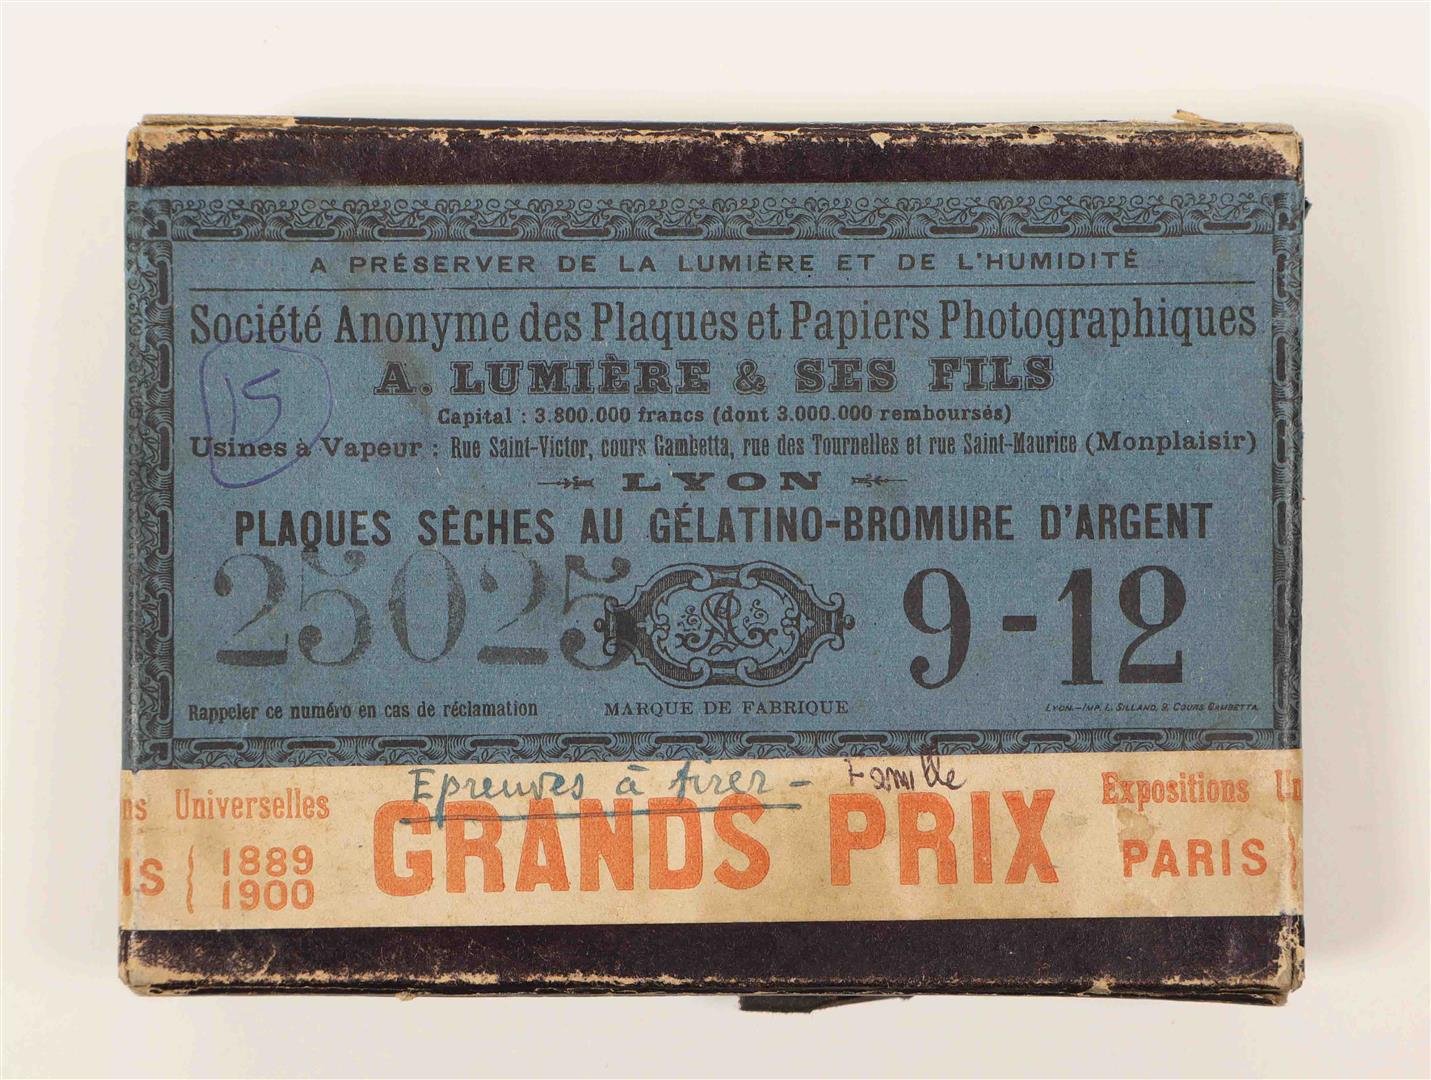 A PRÉSERVER DE LA LUMIÈRE ET DE L'HUMIDITÉ
Société Anonyme des Plaques et Papiers Photographiques
A. LUMIÈRE & SES FILS
15
Capital : 3.800.000 francs (dont 3.000.000 remboursés)
Usines à Vapeur : Rue Saint-Victor, cours Gambetta, rue des Tournelles et rue Saint-Maurice (Monplaisir)
LYON
PLAQUES SÈCHES AU GÉLATINO-BROMURE D'ARGENT
25025 9-12
Rappeler ce numéro en cas de réclamation MARQUE DE FABRIQUE LYON.-IMP. L. SILLAND, 9, COURS GAMBETTA
Epreuves à tirer - Famille
ns Universelles GRANDS PRIX Expositions Un
IS { 1889 1900 PARIS {